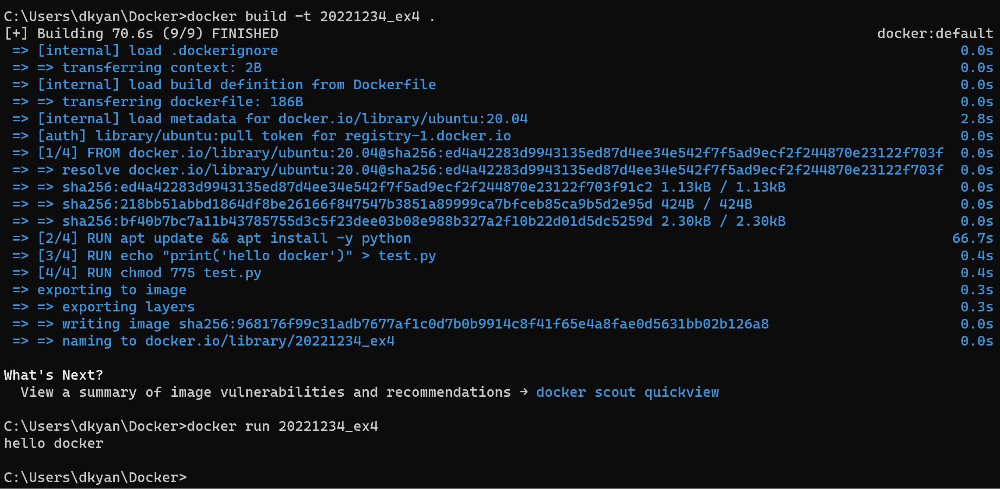 C:\Users\dkyan\Docker>docker build -t 20221234_ex4 .
[+] Building 70.6s (9/9) FINISHED docker:default
=> [internal] load .dockerignore 0.0s
=> => transferring context: 2B 0.0s
=> [internal] load build definition from Dockerfile 0.0s
=> => transferring dockerfile: 186B 0.0s
=> [internal] load metadata for docker.io/library/ubuntu:20.04 2.8s
=> [auth] library/ubuntu:pull token for registry-1.docker.io 0.0s
=> [1/4] FROM docker.io/library/ubuntu:20.04@sha256:ed4a42283d9943135ed87d4ee34e542f7f5ad9ecf2f244870e23122f703f 0.0s
=> => resolve docker.io/library/ubuntu:20.04@sha256:ed4a42283d9943135ed87d4ee34e542f7f5ad9ecf2f244870e23122f703f 0.0s
=> => sha256:ed4a42283d9943135ed87d4ee34e542f7f5ad9ecf2f244870e23122f703f91c2 1.13kB / 1.13kB 0.0s
=> => sha256:218bb51abbd1864df8be26166f847547b3851a89999ca7bfceb85ca9b5d2e95d 424B / 424B 0.0s
=> => sha256:bf40b7bc7a11b43785755d3c5f23dee03b08e988b327a2f10b22d01d5dc5259d 2.30kB / 2.30kB 0.0s
=> [2/4] RUN apt update && apt install -y python 66.7s
=> [3/4] RUN echo "print('hello docker')" > test.py 0.4s
=> [4/4] RUN chmod 775 test.py 0.4s
=> exporting to image 0.3s
=> => exporting layers 0.3s
=> => writing image sha256:968176f99c31adb7677af1c0d7b0b9914c8f41f65e4a8fae0d5631bb02b126a8 0.0s
=> => naming to docker.io/library/20221234_ex4 0.0s
What's Next?
View a summary of image vulnerabilities and recommendations → docker scout quickview
C:\Users\dkyan\Docker>docker run 20221234_ex4
hello docker
C:\Users\dkyan\Docker>